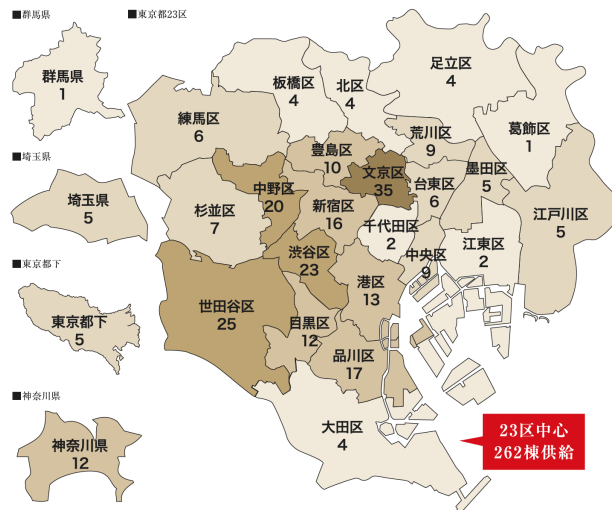 ■群馬県
群馬県
1
■埼玉県
埼玉県
5
■東京都下
東京都下
5
■神奈川県
神奈川県
12
■東京都23区
足立区
4
板橋区
4
北区
4
葛飾区
1
練馬区
6
荒川区
9
豊島区
10
文京区
35
墨田区
5
台東区
6
中野区
20
杉並区
7
新宿区
16
江戸川区
5
千代田区
2
江東区
2
渋谷区
23
中央区
9
港区
13
世田谷区
25
目黒区
12
品川区
17
大田区
4
23区中心
262棟供給